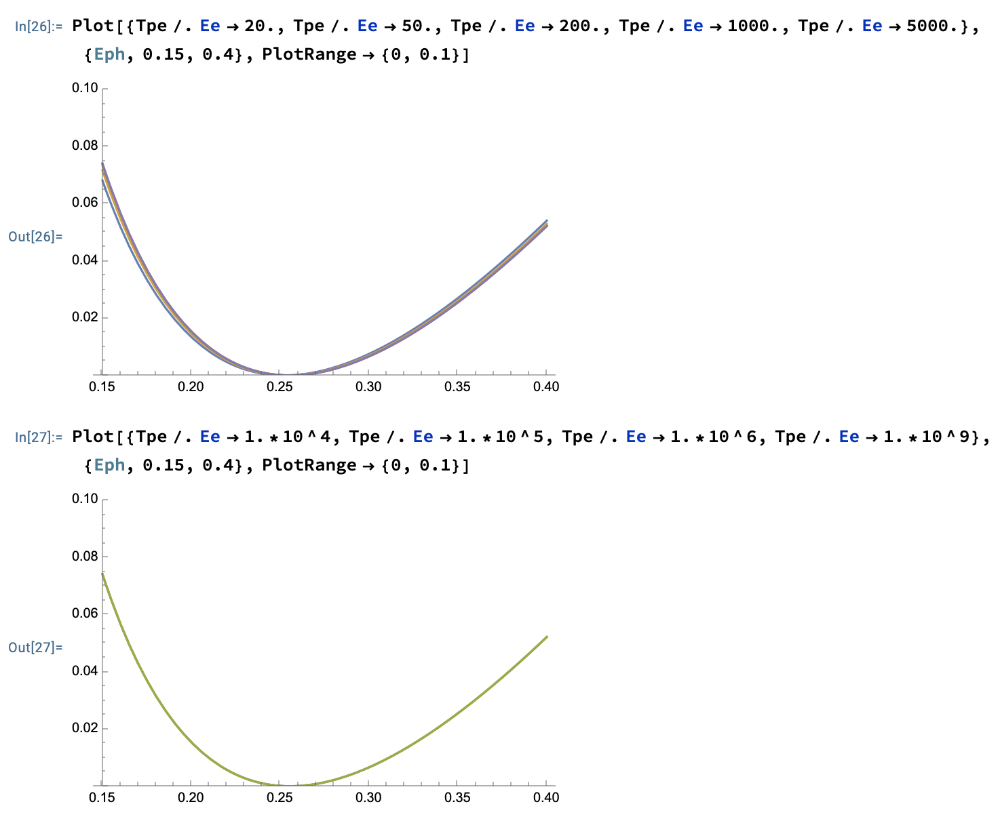 In[26]:= Plot[{Tpe /. Ee → 20., Tpe /. Ee → 50., Tpe /. Ee → 200., Tpe /. Ee → 1000., Tpe /. Ee → 5000.},
{Eph, 0.15, 0.4}, PlotRange → {0, 0.1}]
0.10
0.08
0.06
Out[26]=
0.04
0.02
0.15 0.20 0.25 0.30 0.35 0.40
In[27]:= Plot[{Tpe /. Ee → 1. * 10 ^ 4, Tpe /. Ee → 1. * 10 ^ 5, Tpe /. Ee → 1. * 10 ^ 6, Tpe /. Ee → 1. * 10 ^ 9},
{Eph, 0.15, 0.4}, PlotRange → {0, 0.1}]
0.10
0.08
0.06
Out[27]=
0.04
0.02
0.15 0.20 0.25 0.30 0.35 0.40